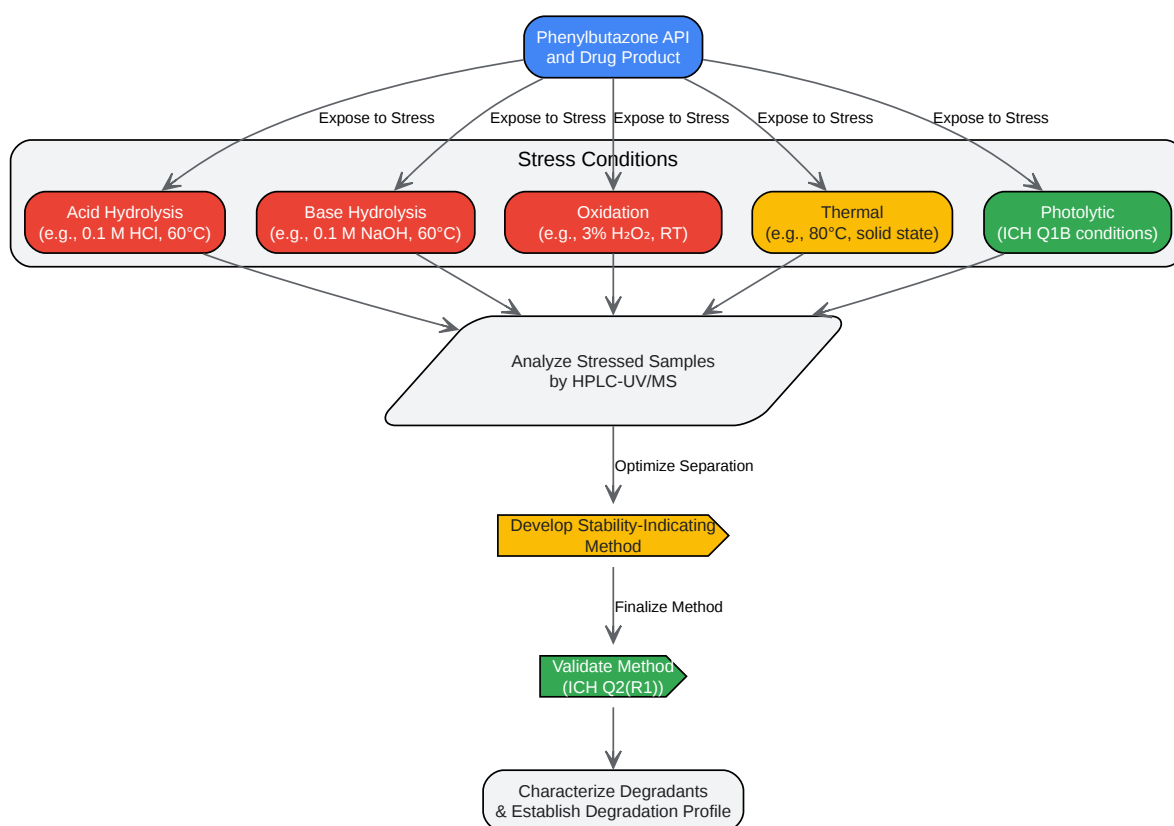 Phenylbutazone API
and Drug Product
Expose to Stress
Expose to Stress
Expose to Stress
Expose to Stress
Expose to Stress
Stress Conditions
Acid Hydrolysis
(e.g., 0.1 M HCl, 60°C)
Base Hydrolysis
(e.g., 0.1 M NaOH, 60°C)
Oxidation
(e.g., 3% H₂O₂, RT)
Thermal
(e.g., 80°C, solid state)
Photolytic
(ICH Q1B conditions)
Analyze Stressed Samples
by HPLC-UV/MS
Optimize Separation
Develop Stability-Indicating
Method
Finalize Method
Validate Method
(ICH Q2(R1))
Characterize Degradants
& Establish Degradation Profile